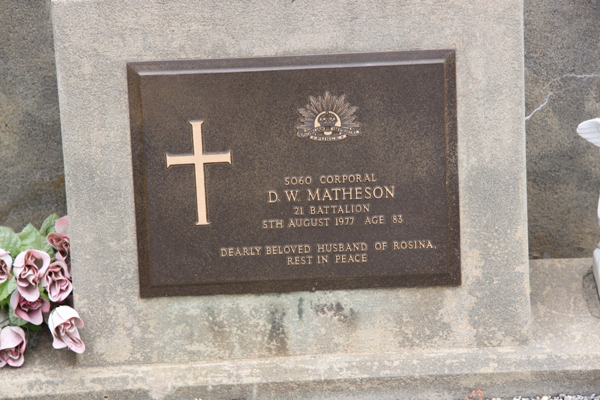 5060 CORPORAL
D. W. MATHESON
21 BATTALION
5TH AUGUST 1977 AGE 83
DEARLY BELOVED HUSBAND OF ROSINA.
REST IN PEACE